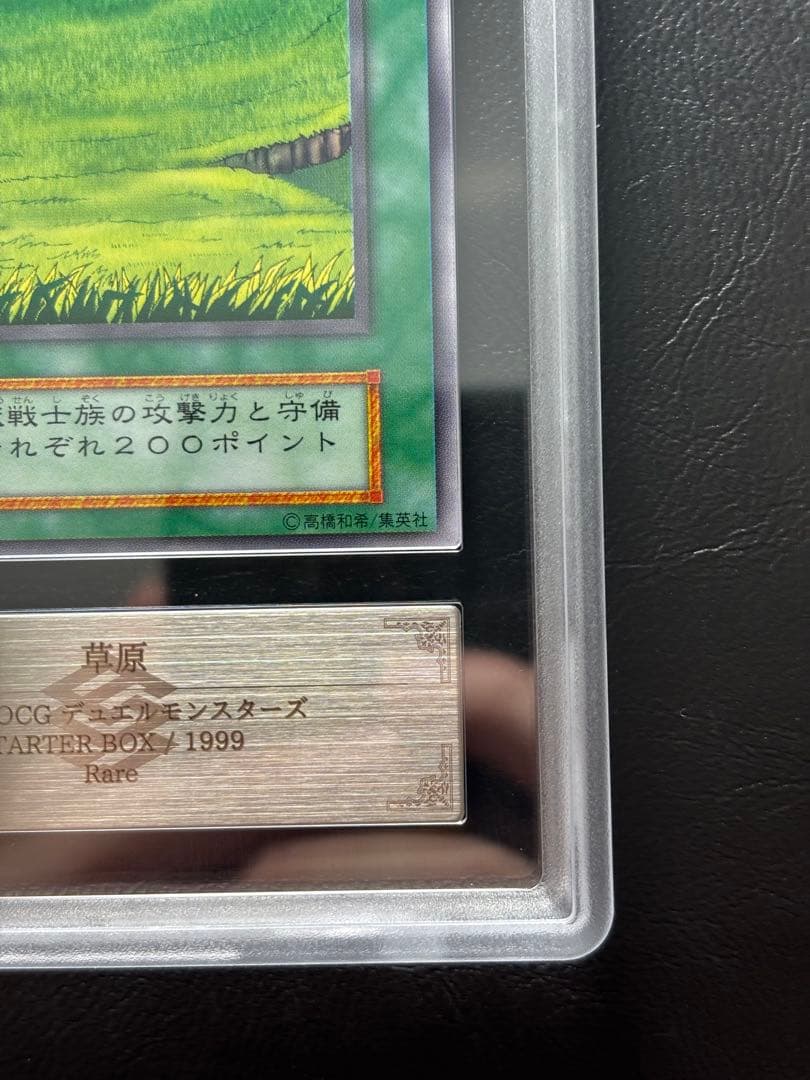 戦士族の攻撃力と守備
れぞれ200ポイント
©高橋和希/集英社
草原
OCG デュエルモンスターズ
TARTER BOX / 1999
Rare